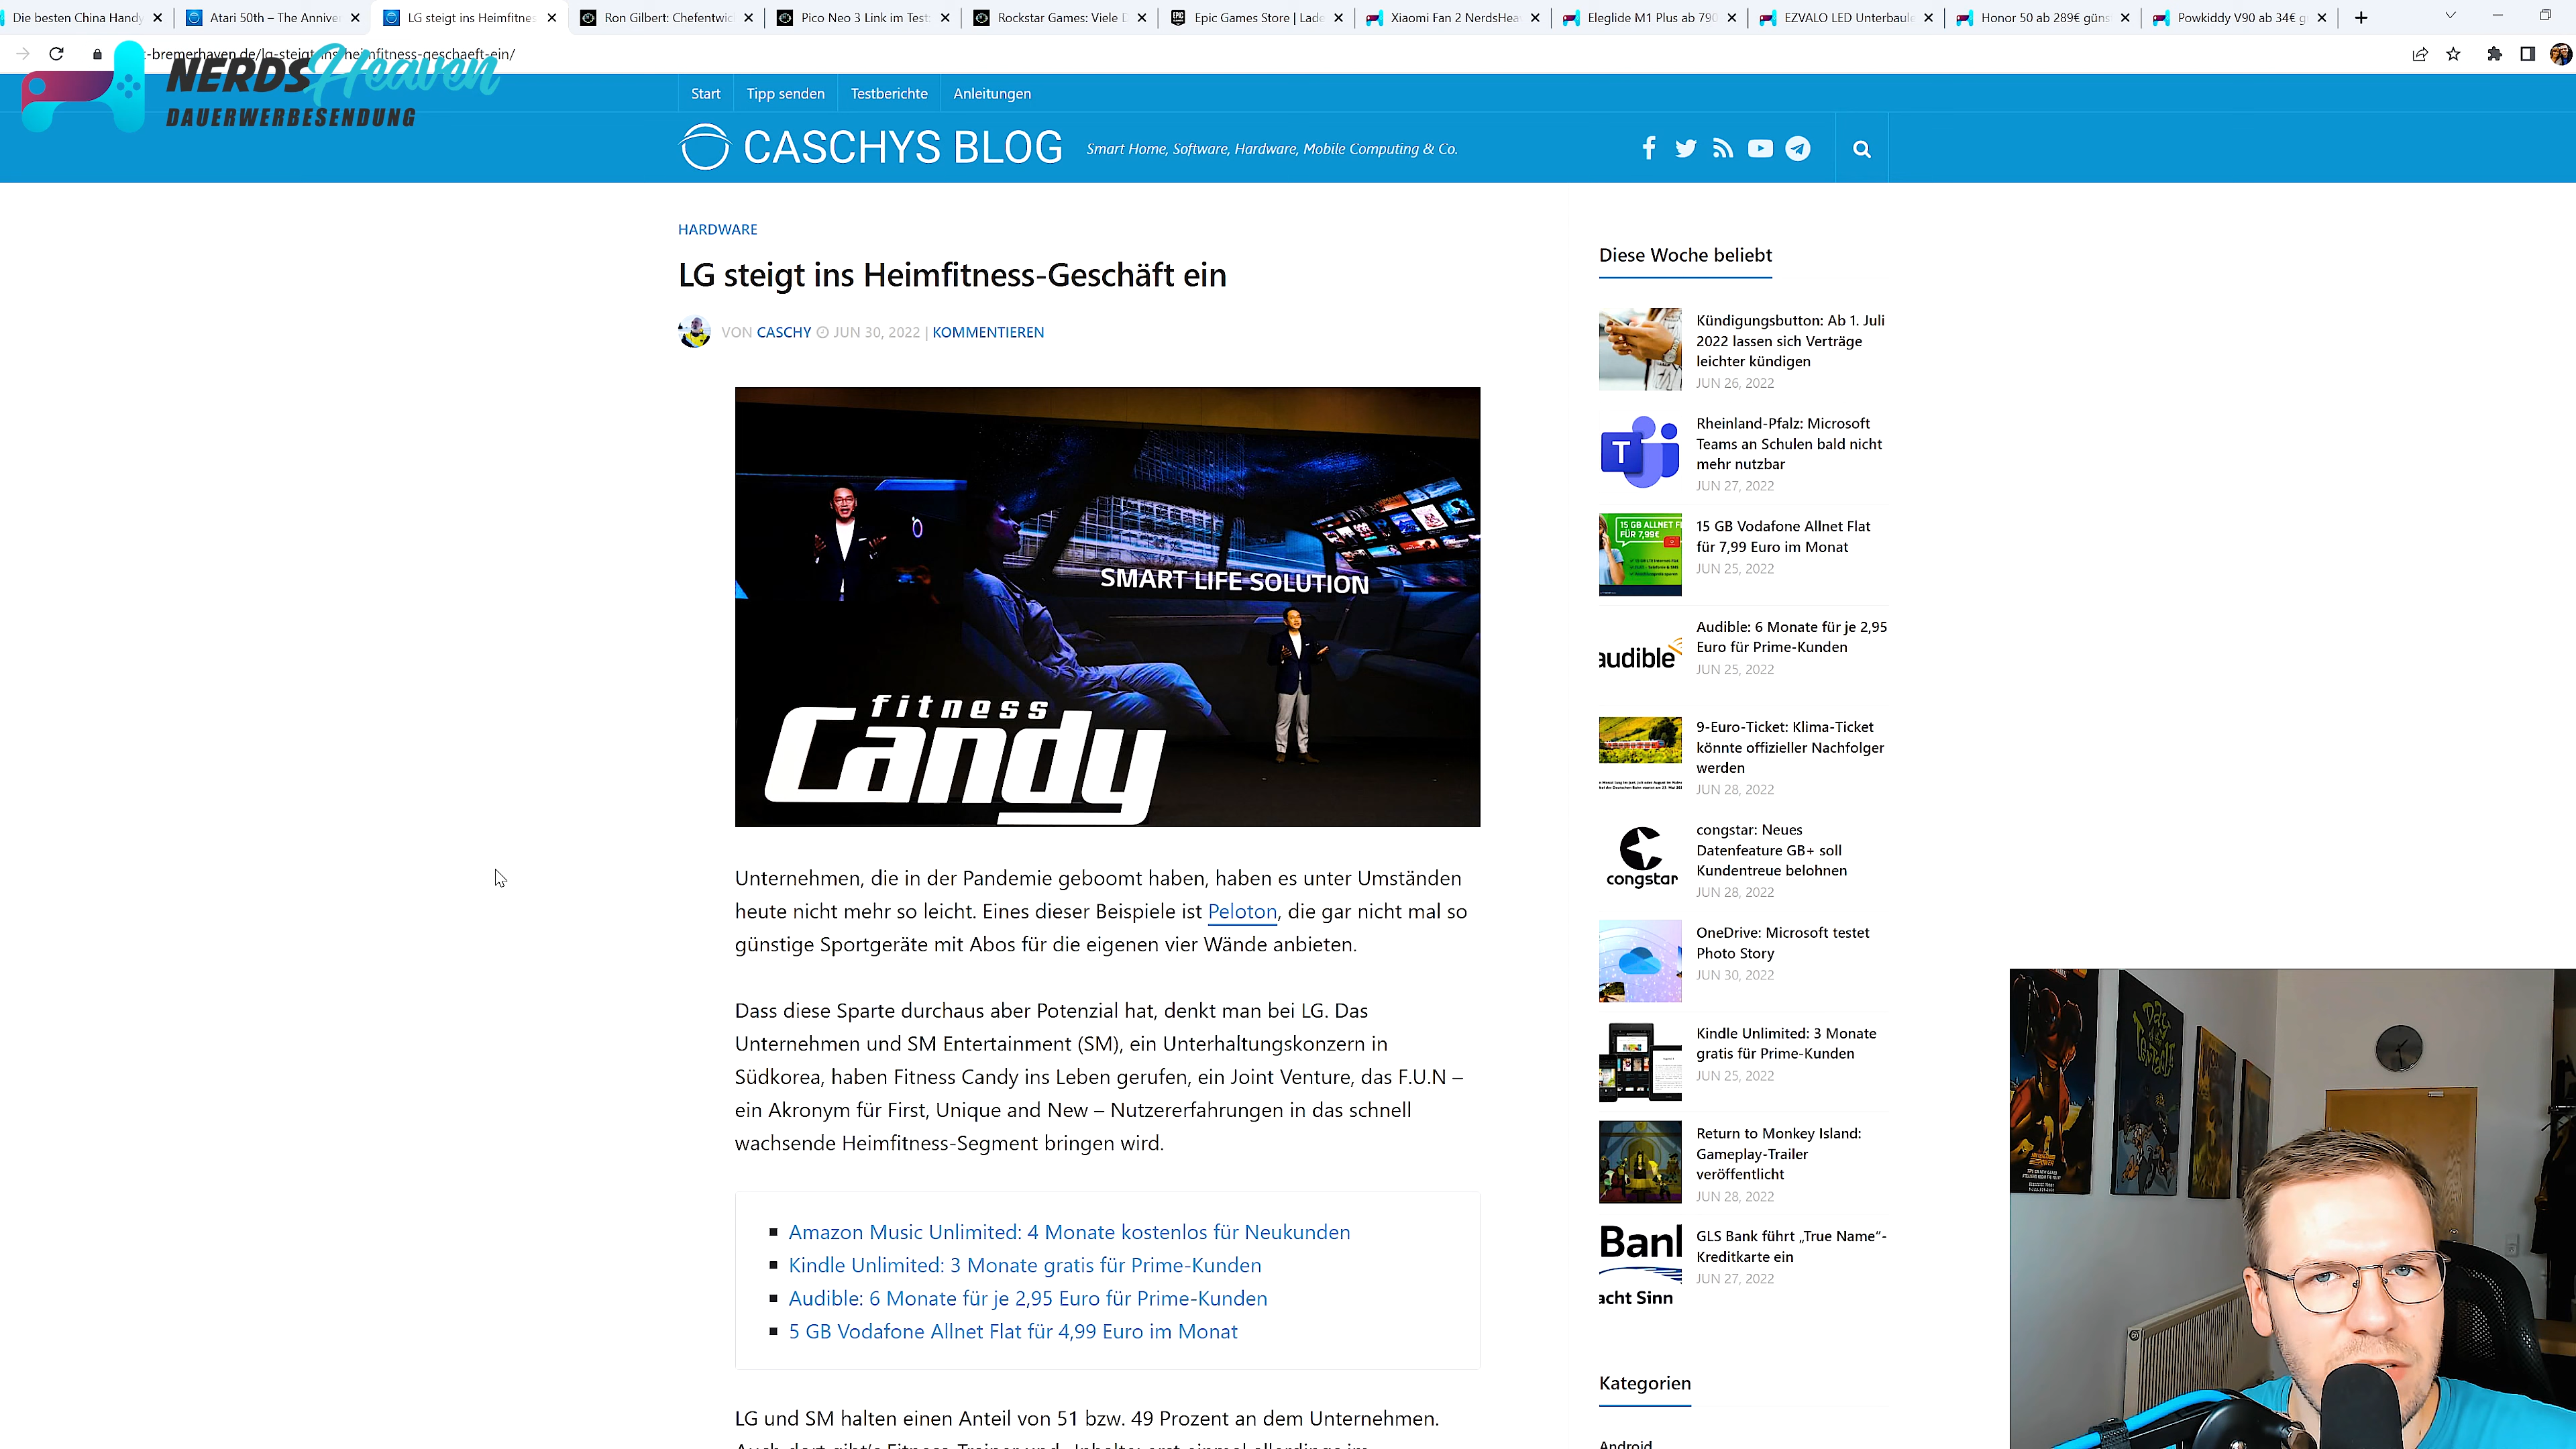 Die besten China Handy
Atari 50th – The Anniver
LG steigt ins Heimfitnes
Ron Gilbert: Chefentwic
Pico Neo 3 Link im Test:
Rockstar Games: Viele D
Epic Games Store | Lade
Xiaomi Fan 2 NerdsHea
Eleglide M1 Plus ab 790
EZVALO LED Unterbaule
Honor 50 ab 289€ güns
Powkiddy V90 ab 34€ g
t-bremerhaven.de/lg-steigt-ins-heimfitness-geschaeft-ein/
NERDS Heaven
DAUERWERBESENDUNG
Start
Tipp senden
Testberichte
Anleitungen
CASCHYS BLOG
Smart Home, Software, Hardware, Mobile Computing & Co.
HARDWARE
LG steigt ins Heimfitness-Geschäft ein
VON CASCHY JUN 30, 2022 | KOMMENTIEREN
SMART LIFE SOLUTION
fitness
Candy
Unternehmen, die in der Pandemie geboomt haben, haben es unter Umständen
heute nicht mehr so leicht. Eines dieser Beispiele ist Peloton, die gar nicht mal so
günstige Sportgeräte mit Abos für die eigenen vier Wände anbieten.
Dass diese Sparte durchaus aber Potenzial hat, denkt man bei LG. Das
Unternehmen und SM Entertainment (SM), ein Unterhaltungskonzern in
Südkorea, haben Fitness Candy ins Leben gerufen, ein Joint Venture, das F.U.N –
ein Akronym für First, Unique and New – Nutzererfahrungen in das schnell
wachsende Heimfitness-Segment bringen wird.
Amazon Music Unlimited: 4 Monate kostenlos für Neukunden
Kindle Unlimited: 3 Monate gratis für Prime-Kunden
Audible: 6 Monate für je 2,95 Euro für Prime-Kunden
5 GB Vodafone Allnet Flat für 4,99 Euro im Monat
LG und SM halten einen Anteil von 51 bzw. 49 Prozent an dem Unternehmen.
Diese Woche beliebt
Kündigungsbutton: Ab 1. Juli
2022 lassen sich Verträge
leichter kündigen
JUN 26, 2022
T
Rheinland-Pfalz: Microsoft
Teams an Schulen bald nicht
mehr nutzbar
JUN 27, 2022
15 GB ALLNET FL
FÜR 7,99€
15 GB Vodafone Allnet Flat
für 7,99 Euro im Monat
JUN 25, 2022
audible
Audible: 6 Monate für je 2,95
Euro für Prime-Kunden
JUN 25, 2022
9-Euro-Ticket: Klima-Ticket
könnte offizieller Nachfolger
werden
JUN 28, 2022
congstar
congstar: Neues
Datenfeature GB+ soll
Kundentreue belohnen
JUN 28, 2022
OneDrive: Microsoft testet
Photo Story
JUN 30, 2022
Kindle Unlimited: 3 Monate
gratis für Prime-Kunden
JUN 25, 2022
Return to Monkey Island:
Gameplay-Trailer
veröffentlicht
JUN 28, 2022
Bank
acht Sinn
GLS Bank führt „True Name“-
Kreditkarte ein
JUN 27, 2022
Kategorien
Android